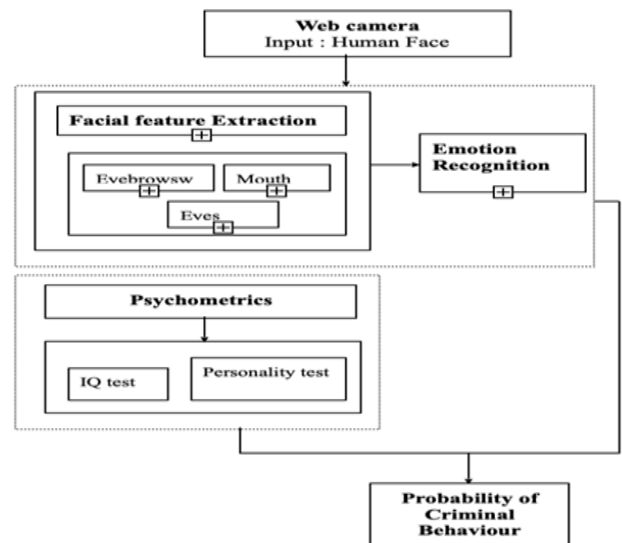 Web camera
Input : Human Face
Facial feature Extraction
Evebrowsw
Mouth
Eves
Emotion
Recognition
Psychometrics
IQ test
Personality test
Probability of
Criminal
Behaviour